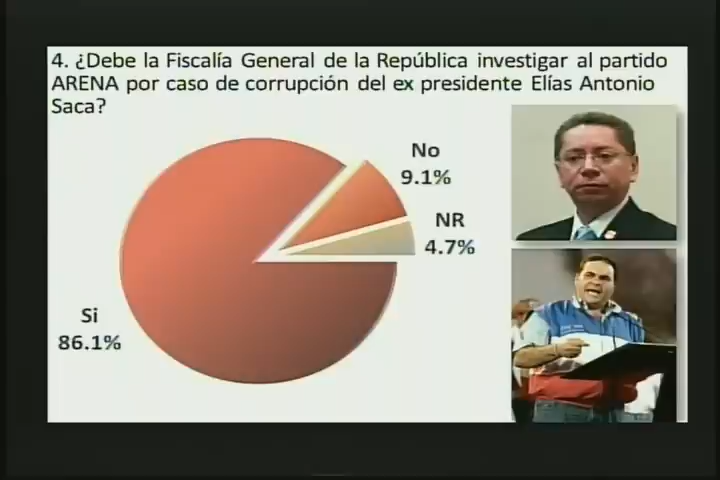 4. ¿Debe la Fiscalía General de la República investigar al partido
ARENA por caso de corrupción del ex presidente Elías Antonio
Saca?
No
9.1%
NR
4.7%
Si
86.1%